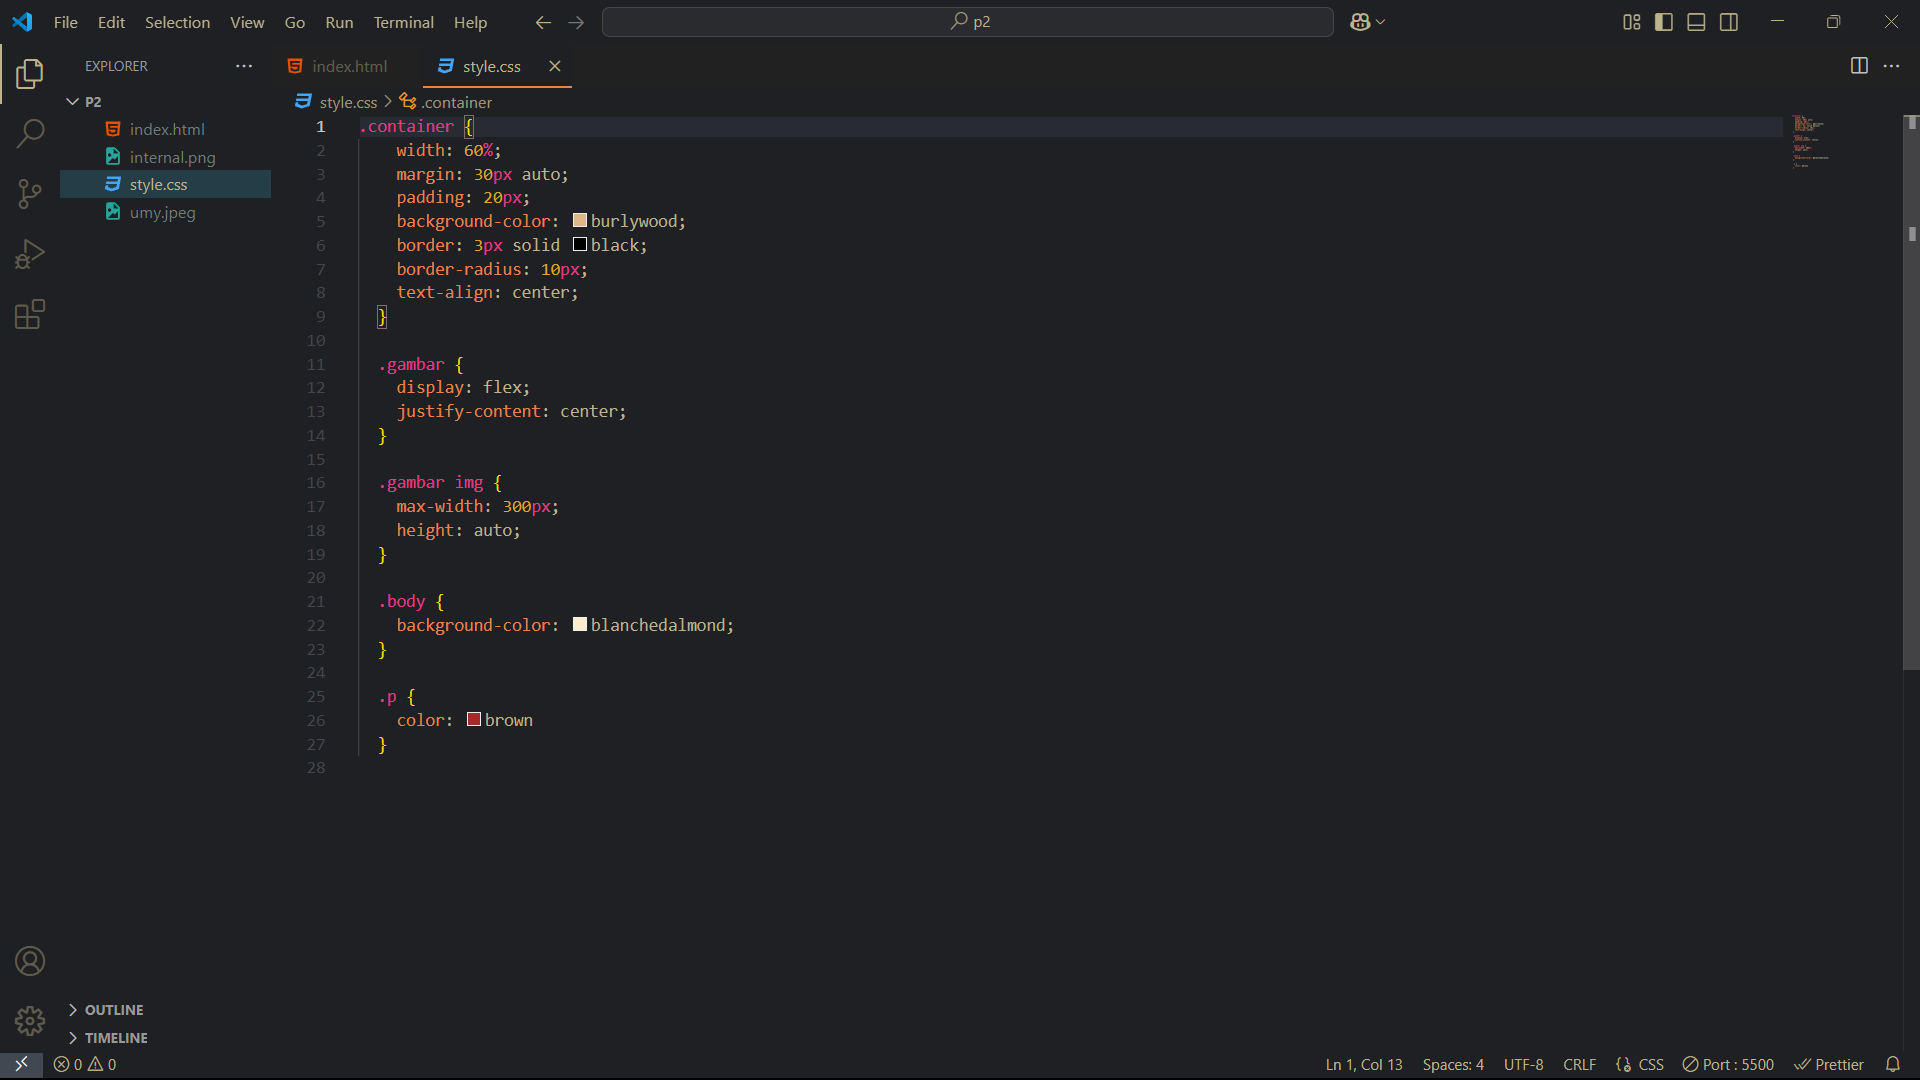 File Edit Selection View Go Run Terminal Help
p2
EXPLORER
P2
index.html
internal.png
style.css
umy.jpeg
index.html
style.css
style.css > .container
1 .container {
2 width: 60%;
3 margin: 30px auto;
4 padding: 20px;
5 background-color: burlywood;
6 border: 3px solid black;
7 border-radius: 10px;
8 text-align: center;
9 }
10
11 .gambar {
12 display: flex;
13 justify-content: center;
14 }
15
16 .gambar img {
17 max-width: 300px;
18 height: auto;
19 }
20
21 .body {
22 background-color: blanchedalmond;
23 }
24
25 .p {
26 color: brown
27 }
28
OUTLINE
TIMELINE
0 0
Ln 1, Col 13 Spaces: 4 UTF-8 CRLF {} CSS Port : 5500 Prettier